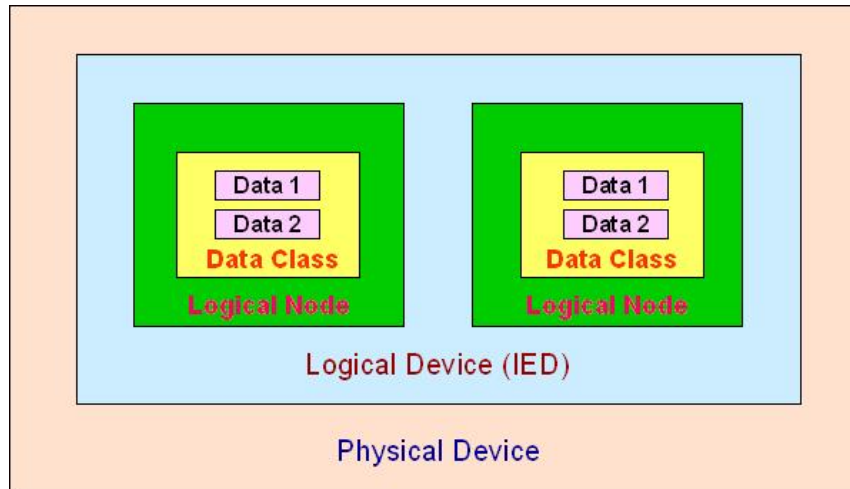 Data 1
Data 2
Data Class
Logical Node
Data 1
Data 2
Data Class
Logical Node
Logical Device (IED)
Physical Device